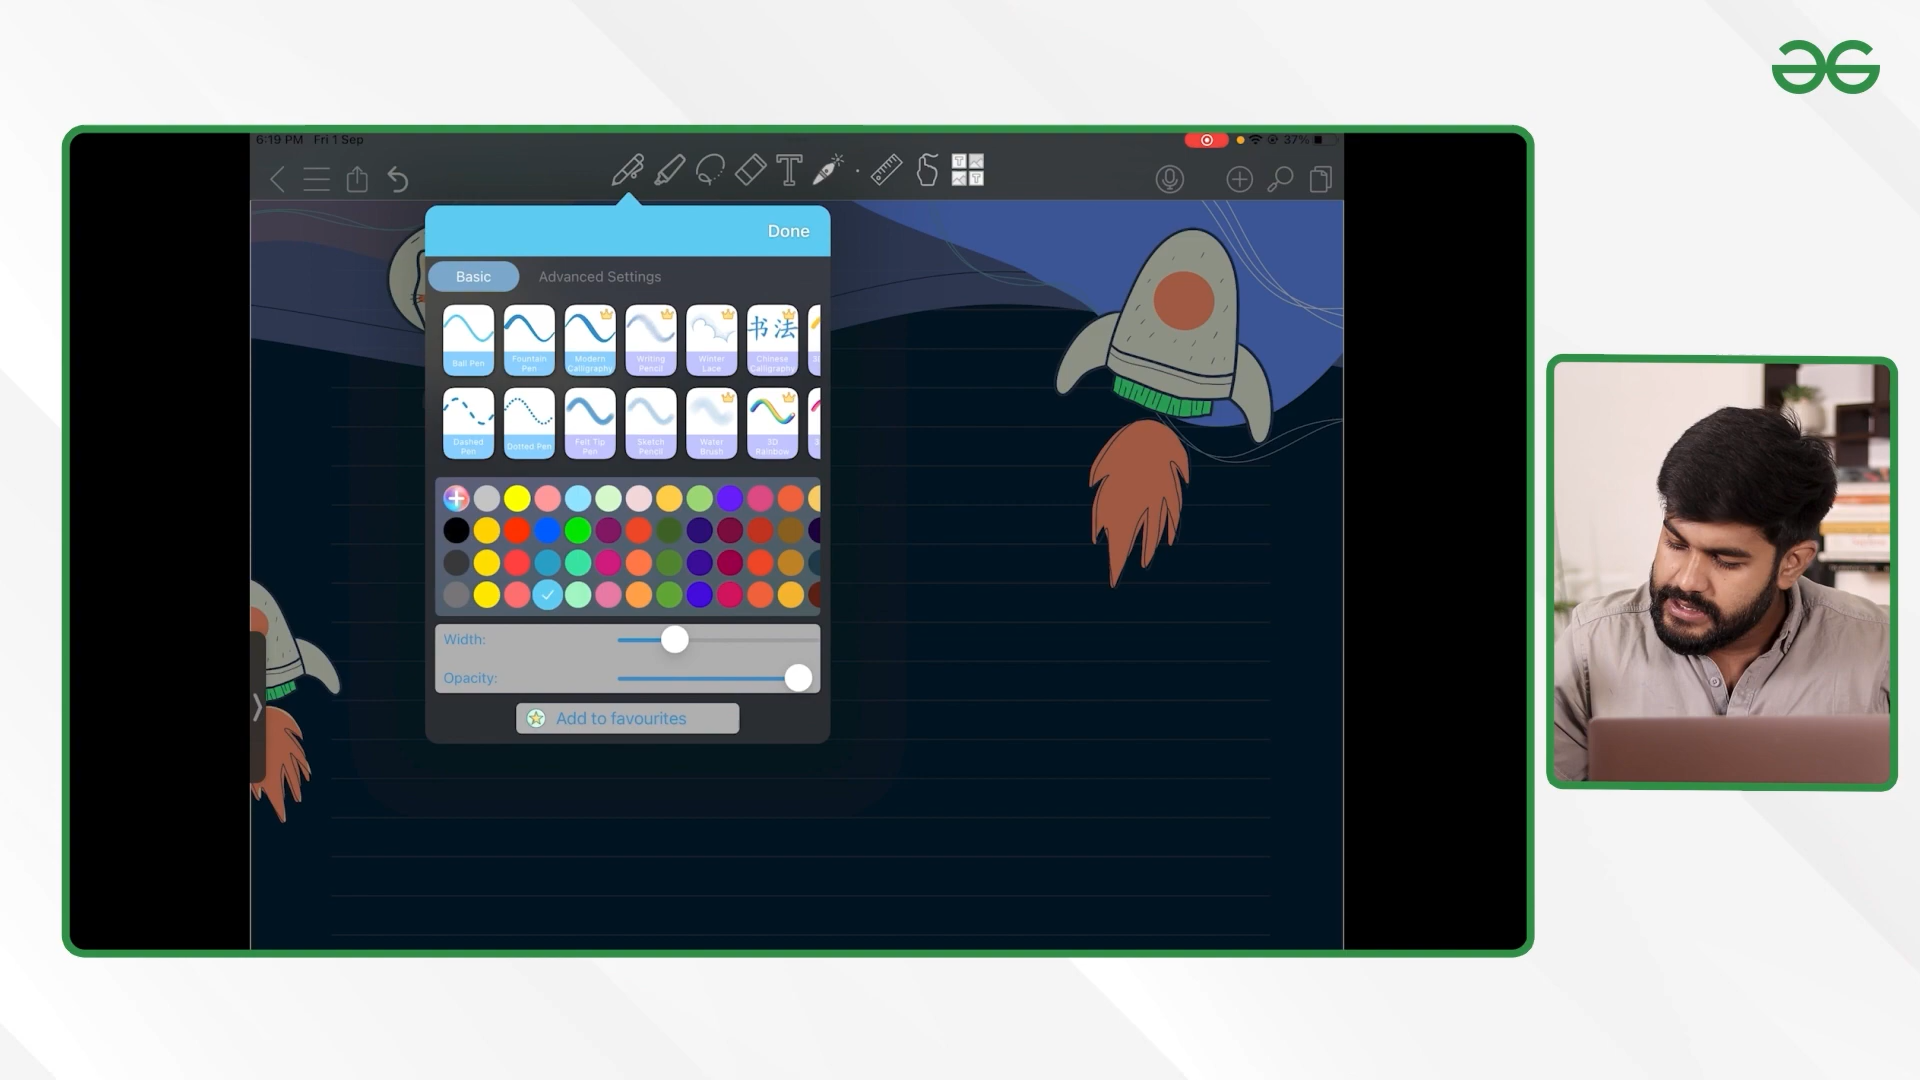 6:19 PM Fri 1 Sep
37%
Done
Basic
Advanced Settings
Ball Pen
Fountain Pen
Modern Calligraphy
Writing Pencil
Winter Lace
书法
Chinese Calligraphy
Dashed Pen
Dotted Pen
Felt Tip Pen
Sketch Pencil
Water Brush
3D Rainbow
Width:
Opacity:
Add to favourites